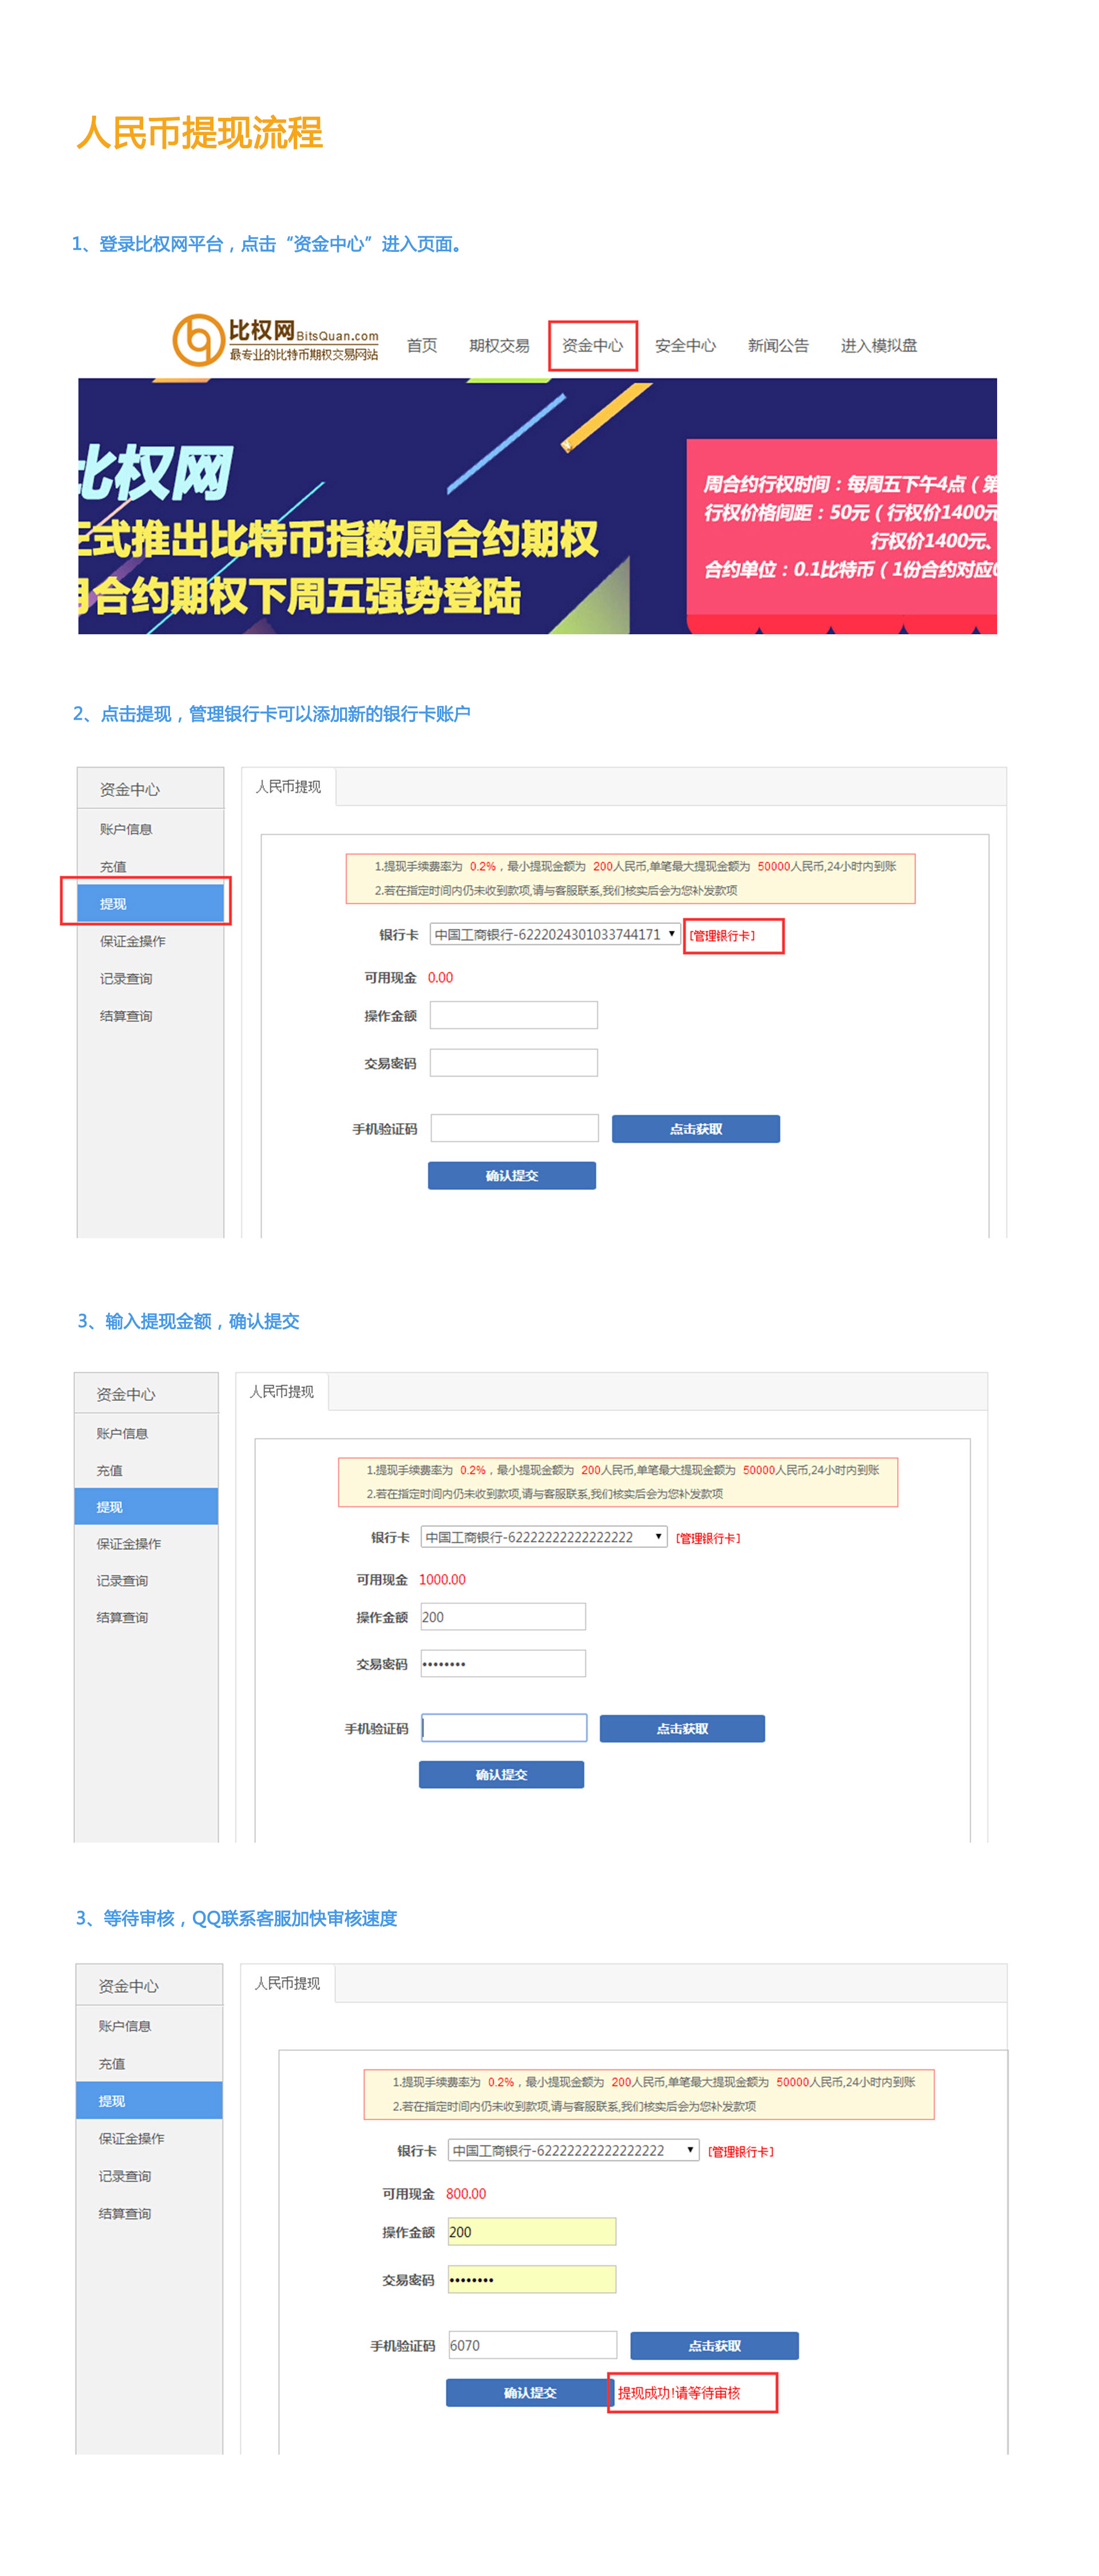 人民币提现流程
1、登录比权网平台，点击“资金中心”进入页面。
比权网BitsQuan.com
最专业的比特币期权交易网站
首页 期权交易 资金中心 安全中心 新闻公告 进入模拟盘
比权网
正式推出比特币指数周合约期权
月合约期权下周五强势登陆
周合约行权时间：每周五下午4点（第
行权价格间距：50元（行权价1400元
行权价1400元、
合约单位：0.1比特币（1份合约对应0
2、点击提现，管理银行卡可以添加新的银行卡账户
资金中心
账户信息
充值
提现
保证金操作
记录查询
结算查询
人民币提现
1.提现手续费率为 0.2%，最小提现金额为 200人民币,单笔最大提现金额为 50000人民币,24小时内到账
2.若在指定时间内仍未收到款项,请与客服联系,我们核实后会为您补发款项
银行卡 中国工商银行-6222024301033744171 [管理银行卡]
可用现金 0.00
操作金额
交易密码
手机验证码 点击获取
确认提交
3、输入提现金额，确认提交
资金中心
账户信息
充值
提现
保证金操作
记录查询
结算查询
人民币提现
1.提现手续费率为 0.2%，最小提现金额为 200人民币,单笔最大提现金额为 50000人民币,24小时内到账
2.若在指定时间内仍未收到款项,请与客服联系,我们核实后会为您补发款项
银行卡 中国工商银行-62222222222222222 [管理银行卡]
可用现金 1000.00
操作金额 200
交易密码 ••••••••
手机验证码 点击获取
确认提交
3、等待审核，QQ联系客服加快审核速度
资金中心
账户信息
充值
提现
保证金操作
记录查询
结算查询
人民币提现
1.提现手续费率为 0.2%，最小提现金额为 200人民币,单笔最大提现金额为 50000人民币,24小时内到账
2.若在指定时间内仍未收到款项,请与客服联系,我们核实后会为您补发款项
银行卡 中国工商银行-62222222222222222 [管理银行卡]
可用现金 800.00
操作金额 200
交易密码 ••••••••
手机验证码 6070 点击获取
确认提交 提现成功!请等待审核